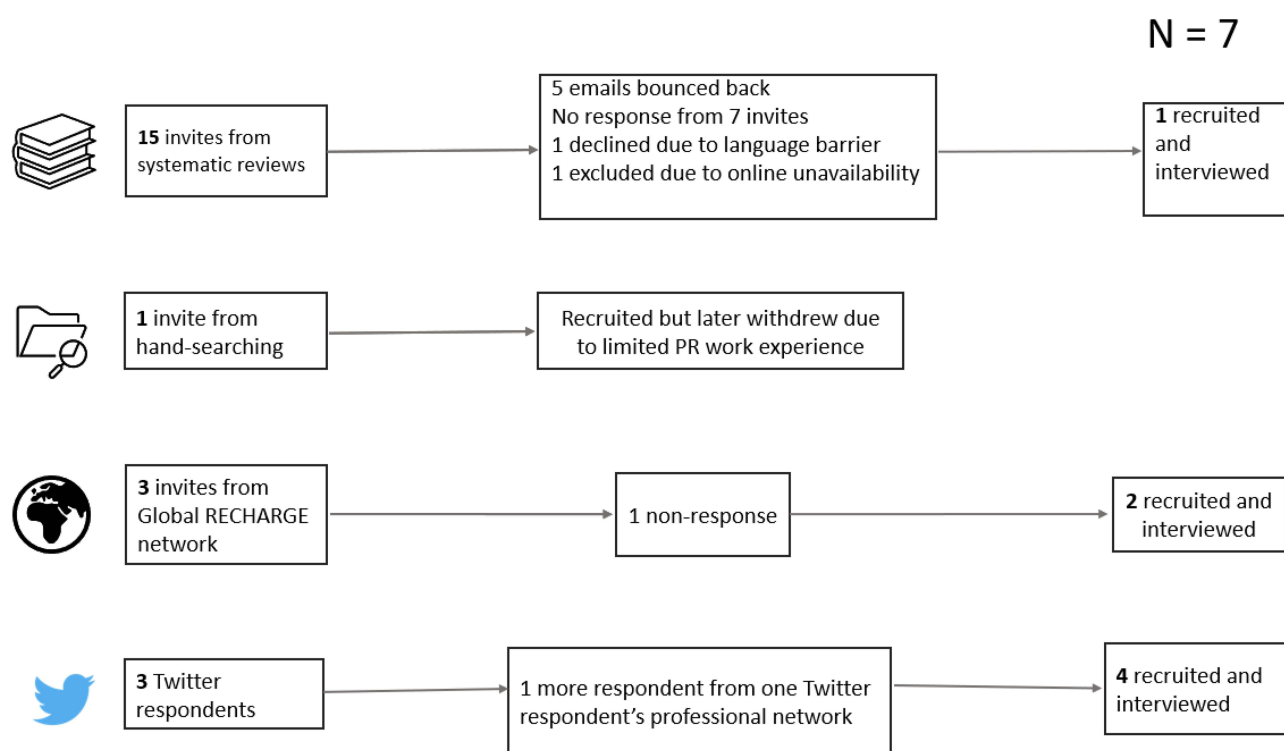 N = 7
15 invites from
systematic reviews
5 emails bounced back
No response from 7 invites
1 declined due to language barrier
1 excluded due to online unavailability
1 recruited
and
interviewed
1 invite from
hand-searching
Recruited but later withdrew due
to limited PR work experience
3 invites from
Global RECHARGE
network
1 non-response
2 recruited and
interviewed
3 Twitter
respondents
1 more respondent from one Twitter
respondent’s professional network
4 recruited and
interviewed